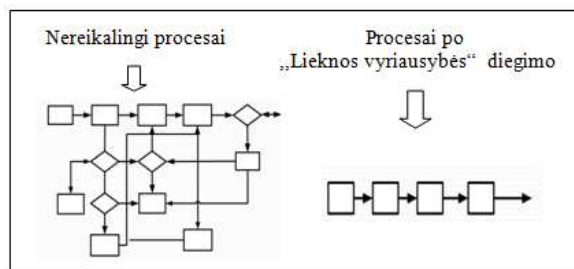 Nereikalingi procesai
Procesai po
„Lieknos vyriausybės“ diegimo